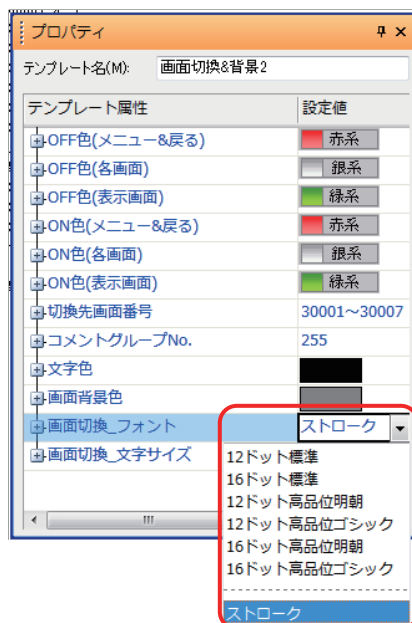 プロパティ
テンプレート名(M): 画面切換&背景2
テンプレート属性 設定値
OFF色(メニュー&戻る) 赤系
OFF色(各画面) 銀系
OFF色(表示画面) 緑系
ON色(メニュー&戻る) 赤系
ON色(各画面) 銀系
ON色(表示画面) 緑系
切換先画面番号 30001～30007
コメントグループNo. 255
文字色
画面背景色
画面切換_フォント ストローク
画面切換_文字サイズ
12ドット標準
16ドット標準
12ドット高品位明朝
12ドット高品位ゴシック
16ドット高品位明朝
16ドット高品位ゴシック
ストローク